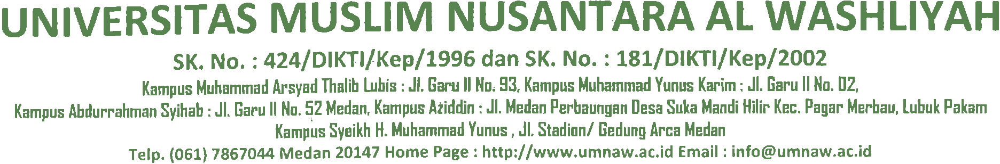 UNIVERSITAS MUSLIM NUSANTARA AL WASHLIYAH
SK. No. : 424/DIKTI/Kep/1996 dan SK. No. : 181/DIKTI/Kep/2002
Kampus Muhammad Arsyad Thalib Lubis : Jl. Garu II No. 93, Kampus Muhammad Yunus Karim : Jl. Garu II No. 02,
Kampus Abdurrahman Syihab : Jl. Garu II No. 52 Medan, Kampus Aziddin : Jl. Medan Perbaungan Desa Suka Mandi Hilir Kec. Pagar Merbau, Lubuk Pakam
Kampus Syeikh H. Muhammad Yunus , Jl. Stadion/ Gedung Arca Medan
Telp. (061) 7867044 Medan 20147 Home Page : http://www.umnaw.ac.id Email : info@umnaw.ac.id